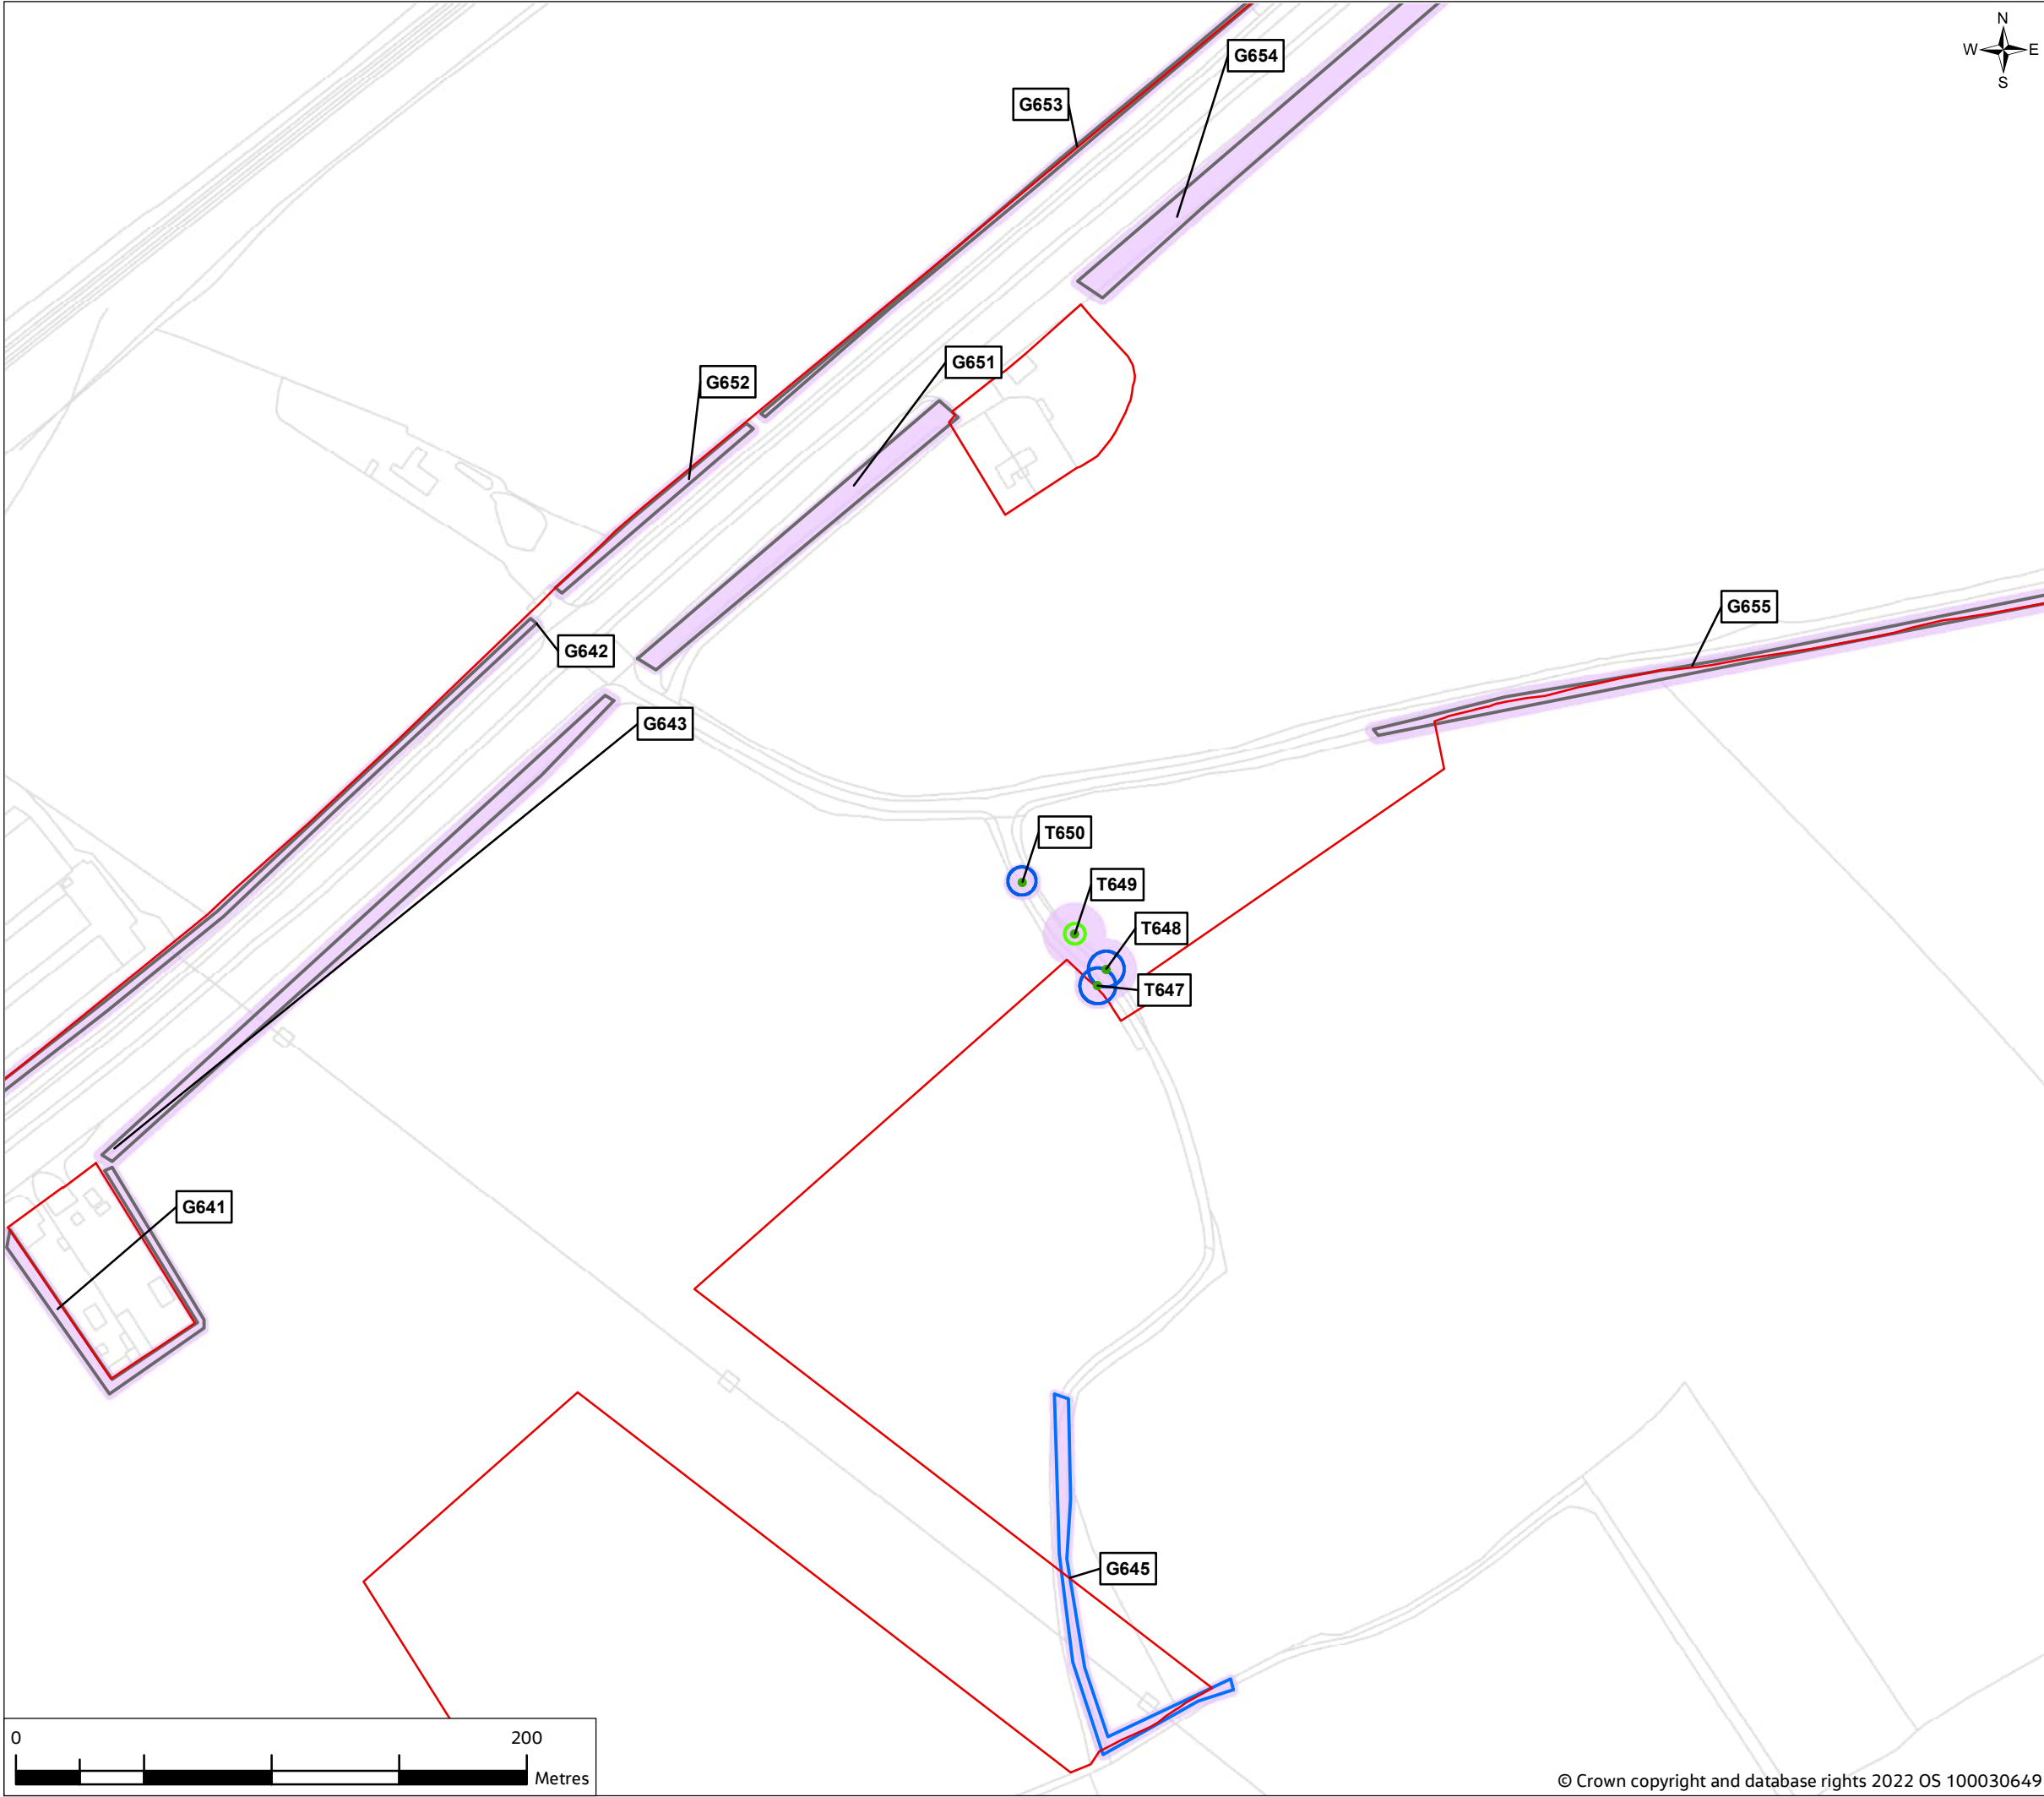 N
W E
S
G654
G653
G651
G652
G655
G642
G643
T650
T649
T648
T647
G641
G645
0 200
Metres
© Crown copyright and database rights 2022 OS 100030649